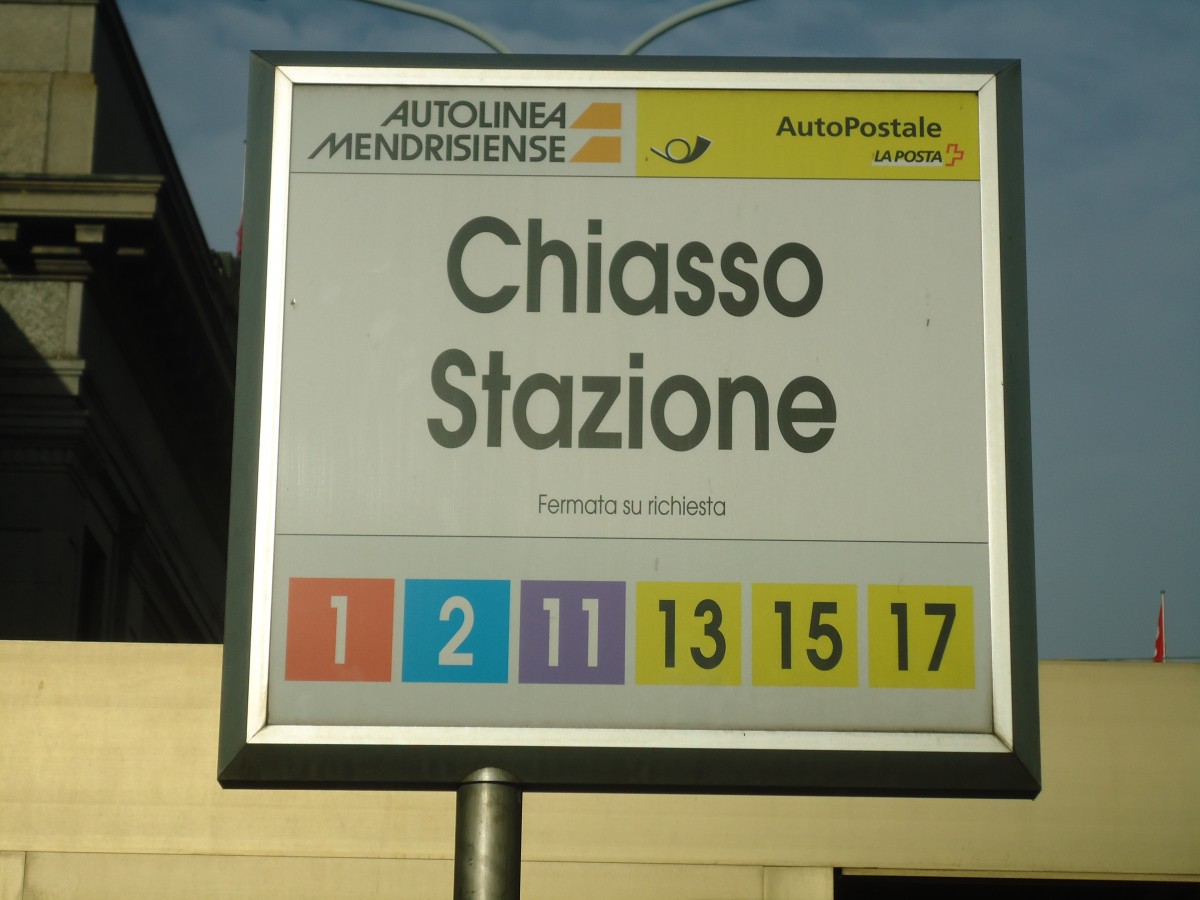 AUTOLINEA
MENDRISIENSE
AutoPostale
LA POSTA
Chiasso
Stazione
Fermata su richiesta
1 2 11 13 15 17